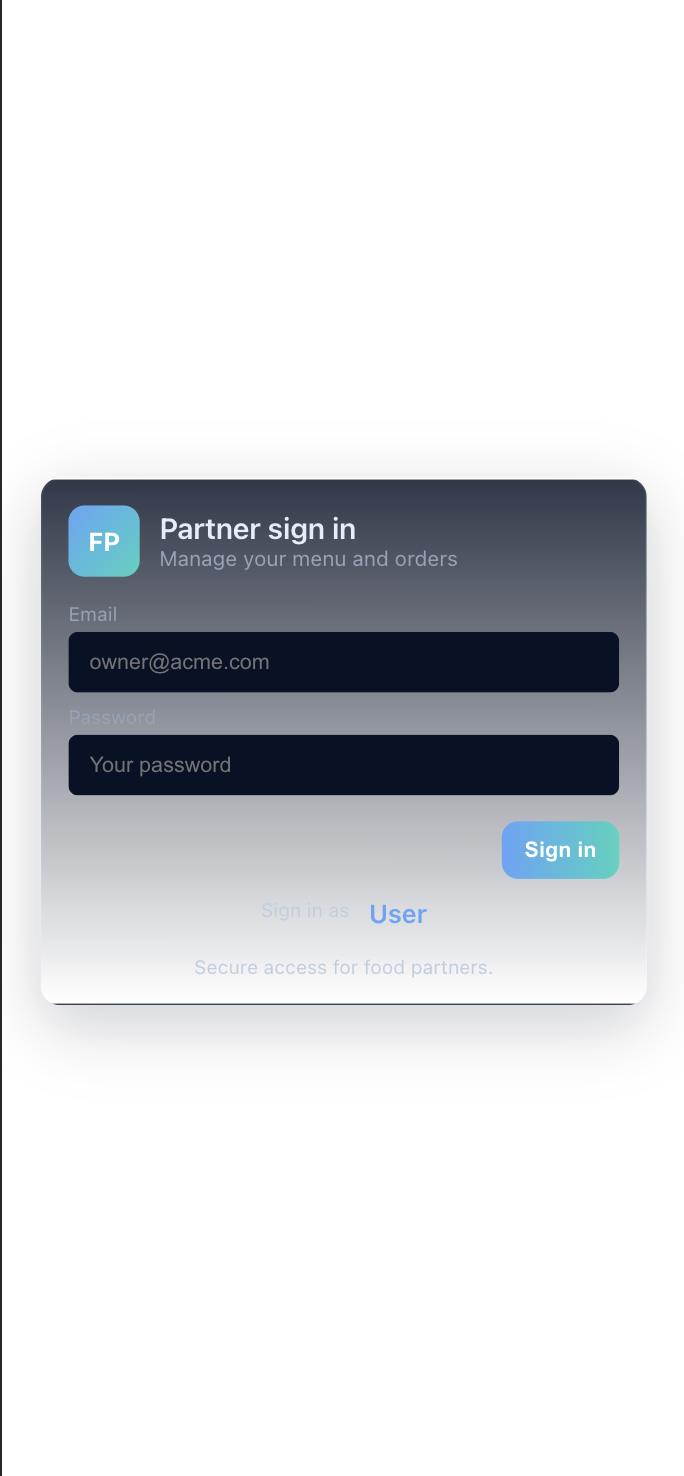 FP
Partner sign in
Manage your menu and orders
Email
owner@acme.com
Password
Your password
Sign in
Sign in as User
Secure access for food partners.